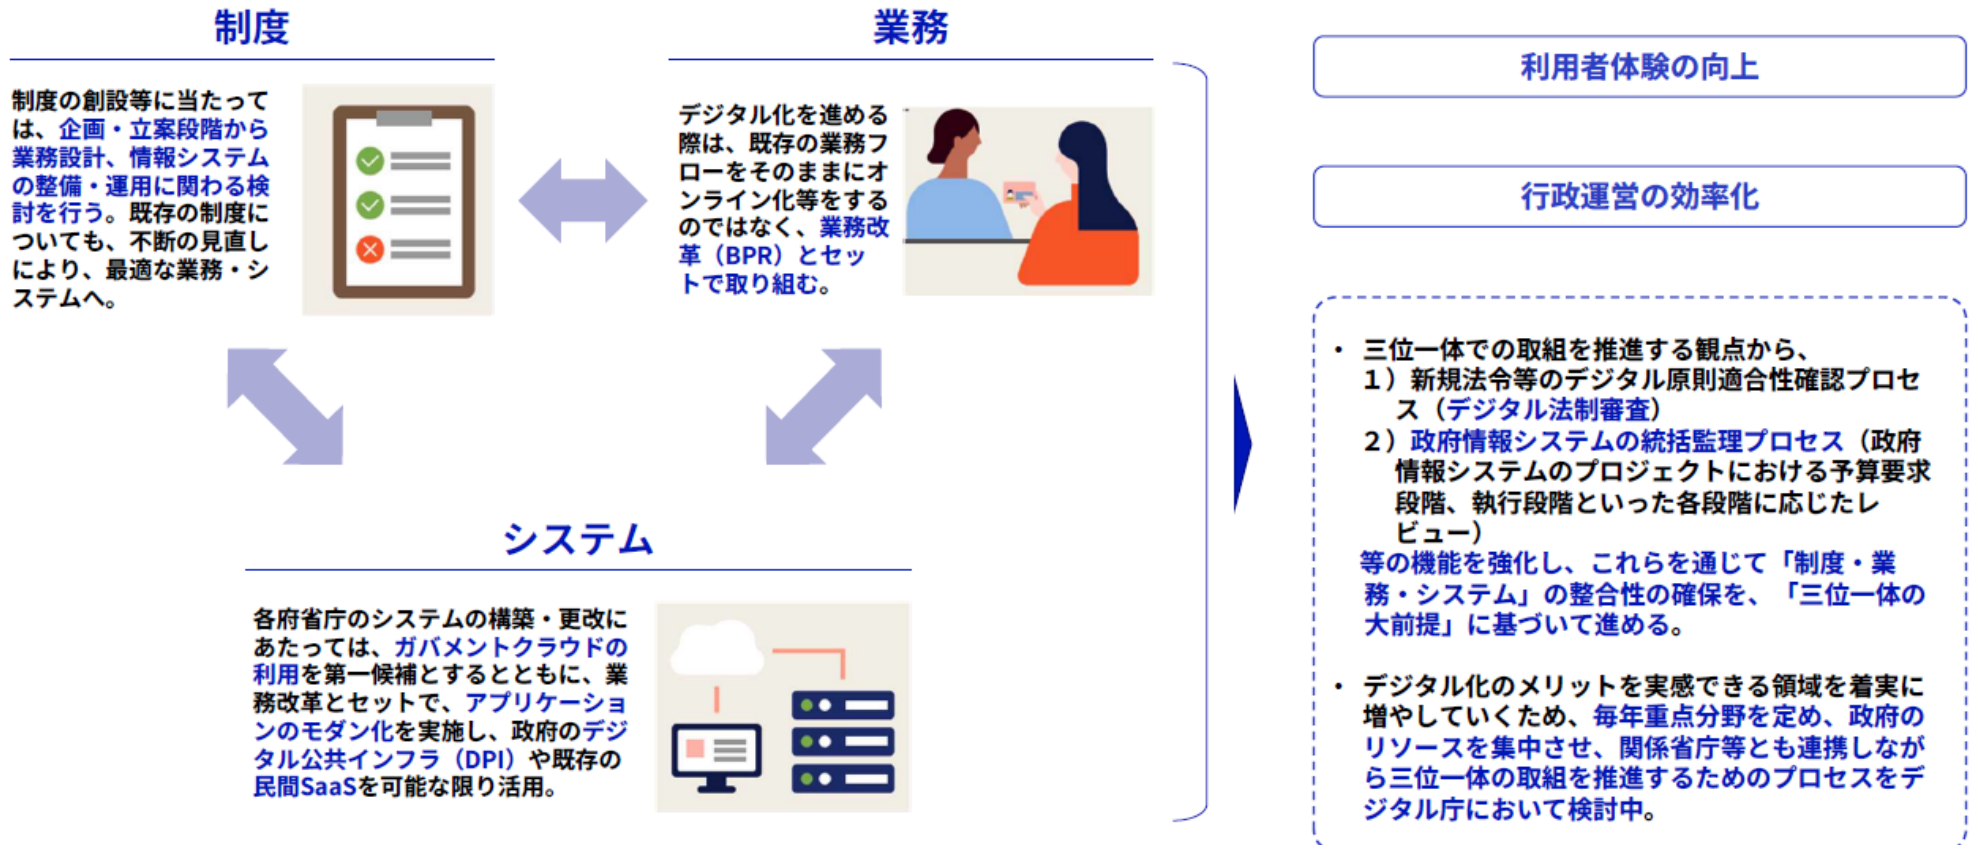 制度
制度の創設等に当たって
は、企画・立案段階から
業務設計、情報システム
の整備・運用に関わる検
討を行う。既存の制度に
ついても、不断の見直し
により、最適な業務・シ
ステムへ。
業務
デジタル化を進める
際は、既存の業務フ
ローをそのままにオ
ンライン化等をする
のではなく、業務改
革（BPR）とセッ
トで取り組む。
システム
各府省庁のシステムの構築・更改に
あたっては、ガバメントクラウドの
利用を第一候補とするとともに、業
務改革とセットで、アプリケーショ
ンのモダン化を実施し、政府のデジ
タル公共インフラ（DPI）や既存の
民間SaaSを可能な限り活用。
利用者体験の向上
行政運営の効率化
・ 三位一体での取組を推進する観点から、
１）新規法令等のデジタル原則適合性確認プロセ
ス（デジタル法制審査）
２）政府情報システムの統括監理プロセス（政府
情報システムのプロジェクトにおける予算要求
段階、執行段階といった各段階に応じたレ
ビュー）
等の機能を強化し、これらを通じて「制度・業
務・システム」の整合性の確保を、「三位一体の
大前提」に基づいて進める。
・ デジタル化のメリットを実感できる領域を着実に
増やしていくため、毎年重点分野を定め、政府の
リソースを集中させ、関係省庁等とも連携しなが
ら三位一体の取組を推進するためのプロセスをデ
ジタル庁において検討中。